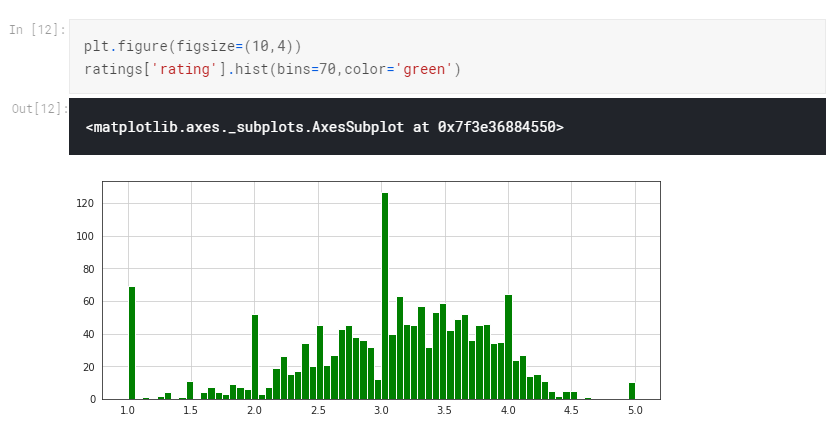 In [12]:
plt.figure(figsize=(10,4))
ratings['rating'].hist(bins=70,color='green')
Out[12]:
<matplotlib.axes._subplots.AxesSubplot at 0x7f3e36884550>
120
100
80
60
40
20
0
1.0 1.5 2.0 2.5 3.0 3.5 4.0 4.5 5.0